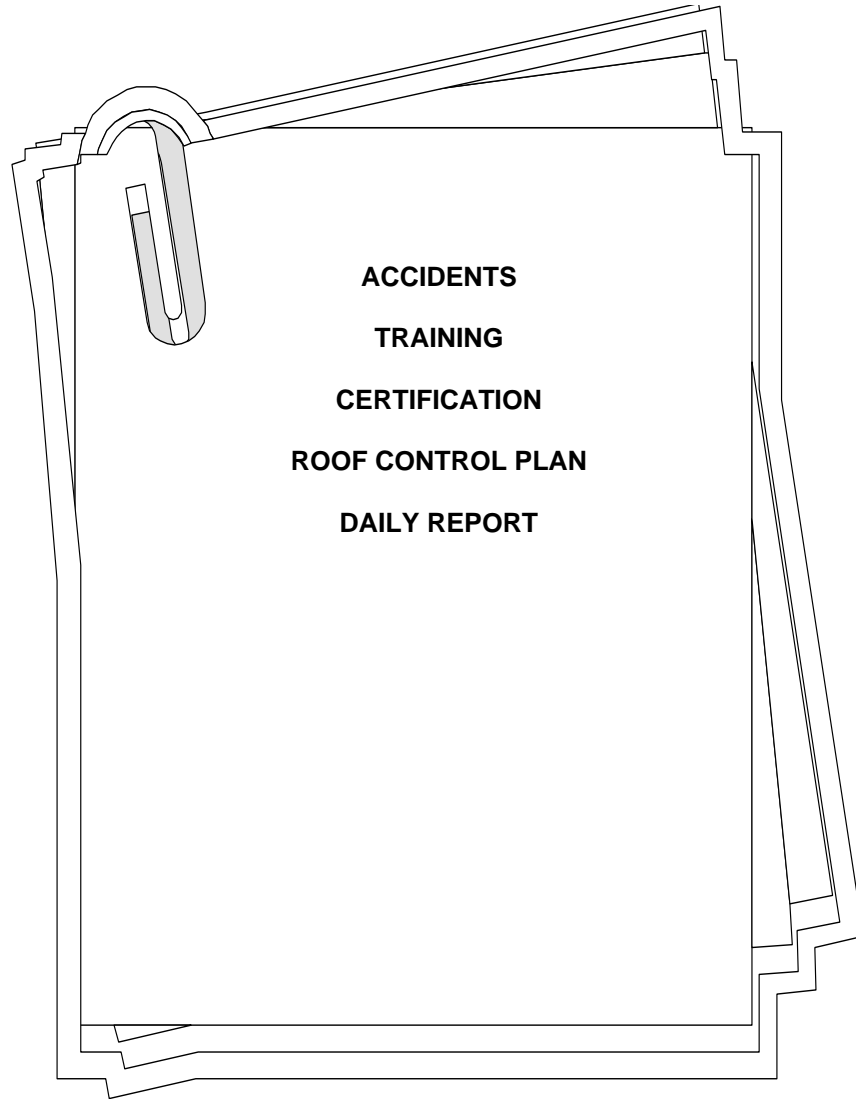 ACCIDENTS
TRAINING
CERTIFICATION
ROOF CONTROL PLAN
DAILY REPORT